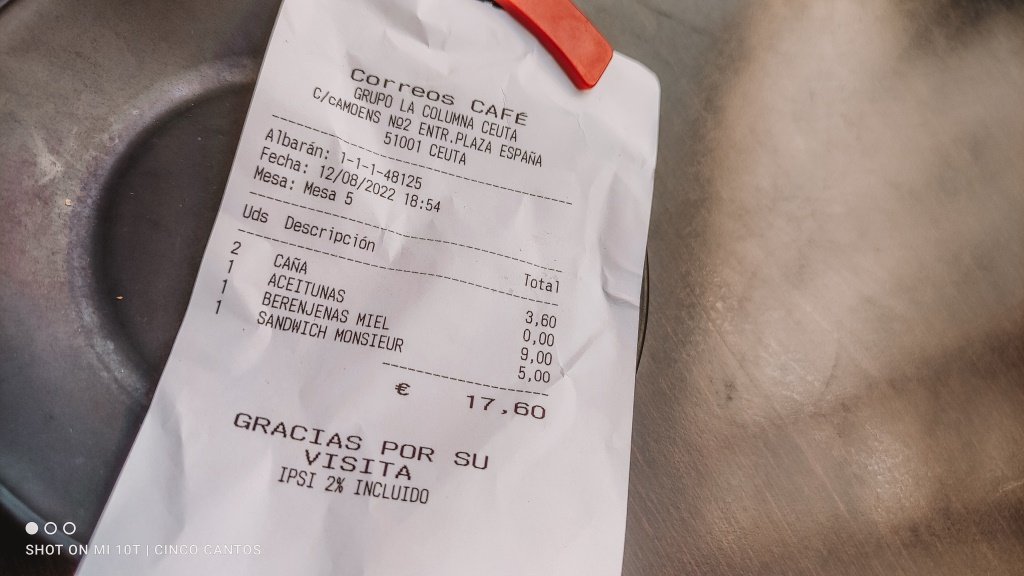 Correos CAFÉ
GRUPO LA COLUMNA CEUTA
C/cAMOENS Nº2 ENTR.PLAZA ESPAÑA
51001 CEUTA
Albarán: 1-1-1-48125
Fecha: 12/08/2022 18:54
Mesa: Mesa 5
Uds Descripción Total
2 CAÑA 3,60
1 ACEITUNAS 0,00
1 BERENJENAS MIEL 9,00
1 SANDWICH MONSIEUR 5,00
€ 17,60
GRACIAS POR SU
VISITA
IPSI 2% INCLUIDO
SHOT ON MI 10T | CINCO CANTOS